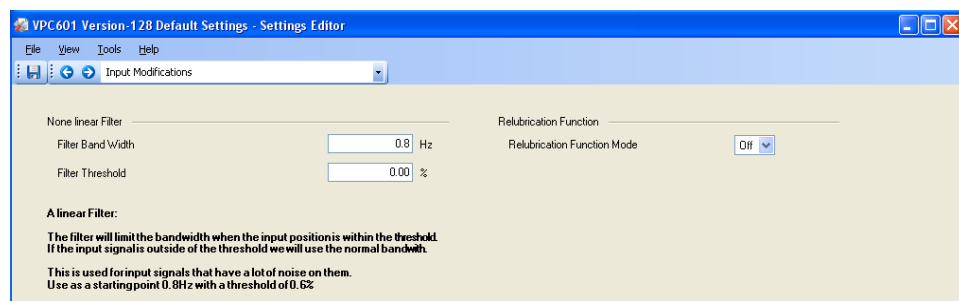 VPC601 Version-128 Default Settings - Settings Editor
File View Tools Help
Input Modifications
None linear Filter
Filter Band Width 0.8 Hz
Filter Threshold 0.00 %
Relubrication Function
Relubrication Function Mode Off
A linear Filter:
The filter will limit the bandwidth when the input position is within the threshold.
If the input signal is outside of the threshold we will use the normal bandwith.
This is used for input signals that have a lot of noise on them.
Use as a starting point 0.8Hz with a threshold of 0.6%